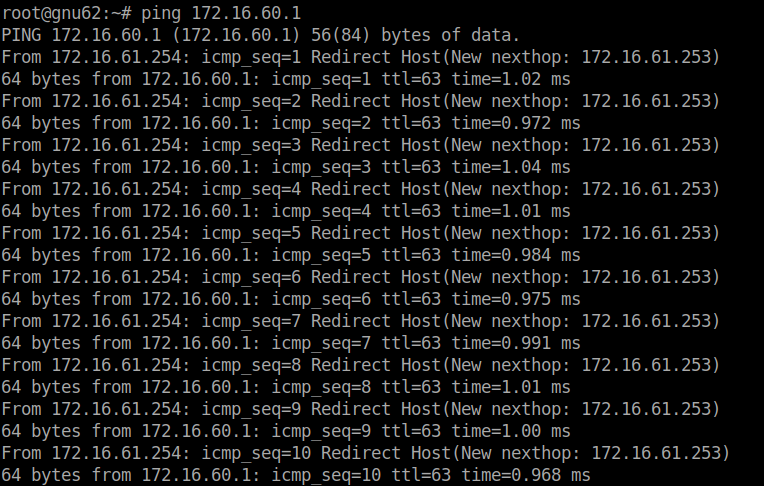 root@gnu62:~# ping 172.16.60.1
PING 172.16.60.1 (172.16.60.1) 56(84) bytes of data.
From 172.16.61.254: icmp_seq=1 Redirect Host(New nexthop: 172.16.61.253)
64 bytes from 172.16.60.1: icmp_seq=1 ttl=63 time=1.02 ms
From 172.16.61.254: icmp_seq=2 Redirect Host(New nexthop: 172.16.61.253)
64 bytes from 172.16.60.1: icmp_seq=2 ttl=63 time=0.972 ms
From 172.16.61.254: icmp_seq=3 Redirect Host(New nexthop: 172.16.61.253)
64 bytes from 172.16.60.1: icmp_seq=3 ttl=63 time=1.04 ms
From 172.16.61.254: icmp_seq=4 Redirect Host(New nexthop: 172.16.61.253)
64 bytes from 172.16.60.1: icmp_seq=4 ttl=63 time=1.01 ms
From 172.16.61.254: icmp_seq=5 Redirect Host(New nexthop: 172.16.61.253)
64 bytes from 172.16.60.1: icmp_seq=5 ttl=63 time=0.984 ms
From 172.16.61.254: icmp_seq=6 Redirect Host(New nexthop: 172.16.61.253)
64 bytes from 172.16.60.1: icmp_seq=6 ttl=63 time=0.975 ms
From 172.16.61.254: icmp_seq=7 Redirect Host(New nexthop: 172.16.61.253)
64 bytes from 172.16.60.1: icmp_seq=7 ttl=63 time=0.991 ms
From 172.16.61.254: icmp_seq=8 Redirect Host(New nexthop: 172.16.61.253)
64 bytes from 172.16.60.1: icmp_seq=8 ttl=63 time=1.01 ms
From 172.16.61.254: icmp_seq=9 Redirect Host(New nexthop: 172.16.61.253)
64 bytes from 172.16.60.1: icmp_seq=9 ttl=63 time=1.00 ms
From 172.16.61.254: icmp_seq=10 Redirect Host(New nexthop: 172.16.61.253)
64 bytes from 172.16.60.1: icmp_seq=10 ttl=63 time=0.968 ms